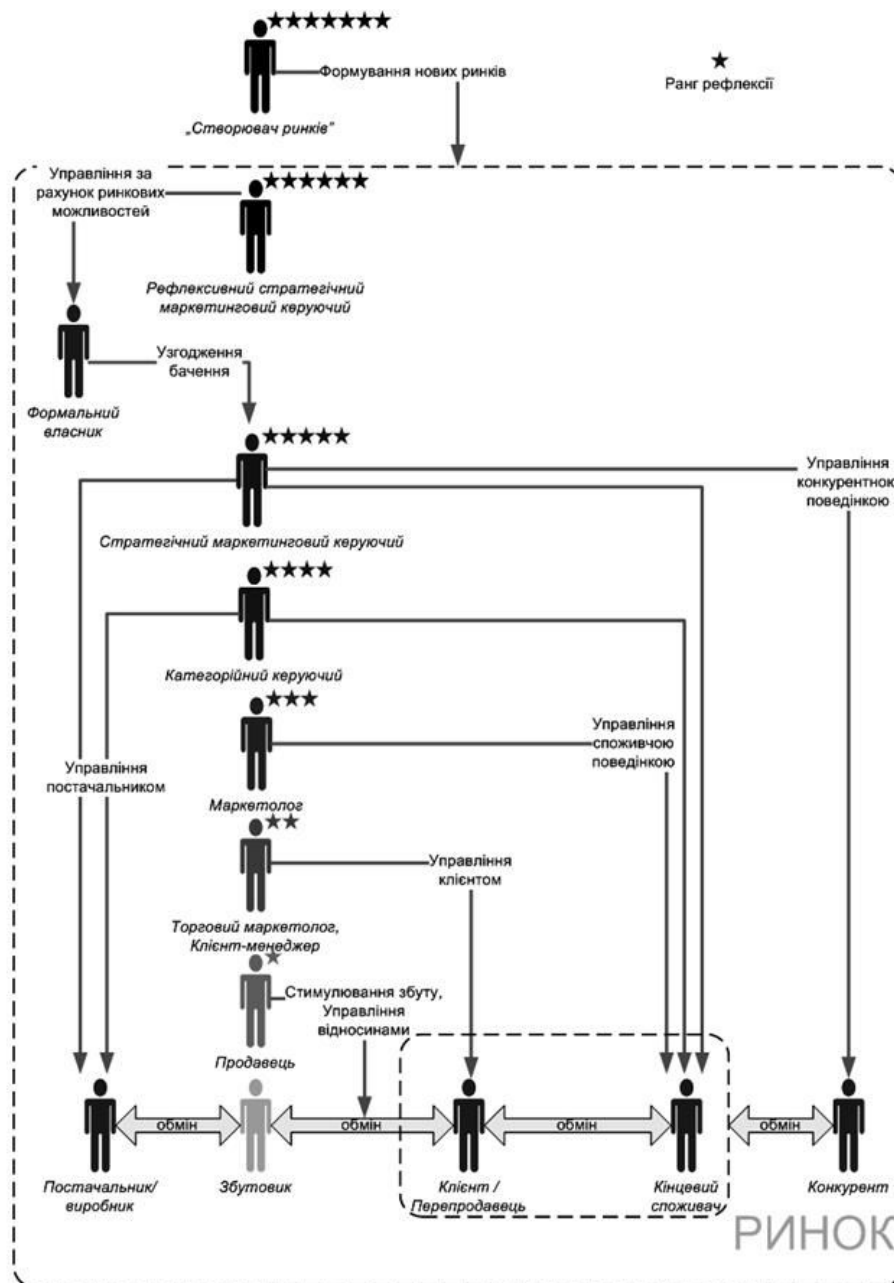 Формування нових ринків
Ранг рефлексії
„Створювач ринків"
Управління за
рахунок ринкових
можливостей
Рефлексивний стратегічний
маркетинговий керуючий
Узгодження
бачення
Формальний
власник
Управління
конкурентною
поведінкою
Стратегічний маркетинговий керуючий
Категорійний керуючий
Управління
споживчою
поведінкою
Управління
постачальником
Маркетолог
Управління
клієнтом
Торговий маркетолог,
Клієнт-менеджер
Стимулювання збуту,
Управління
відносинами
Продавець
обмін
обмін
обмін
обмін
Постачальник/
виробник
Збутовик
Клієнт /
Перепродавець
Кінцевий
споживач
Конкурент
РИНОК